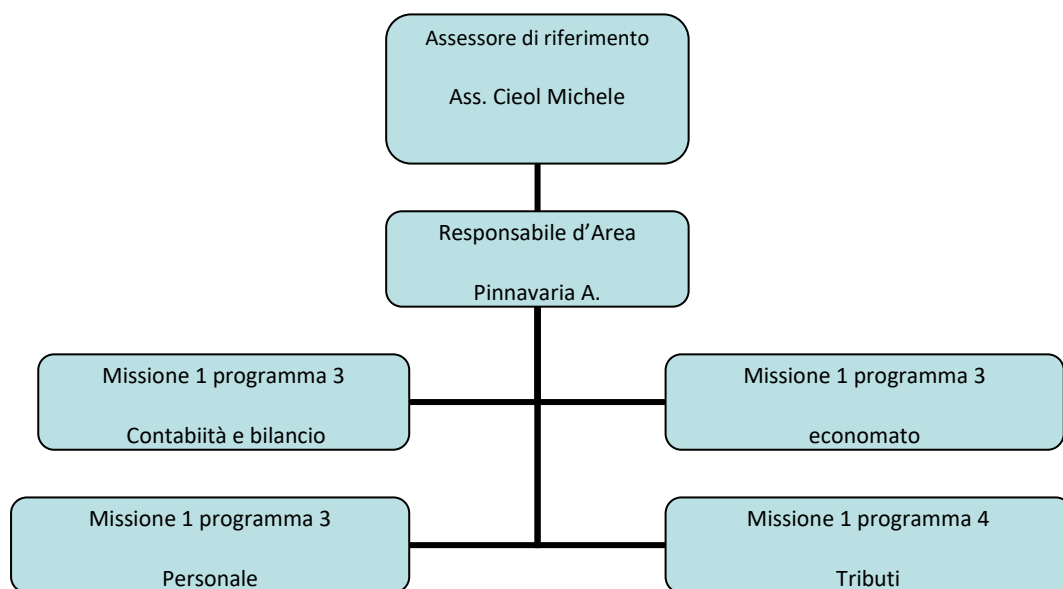 Assessore di riferimento
Ass. Cieol Michele
Responsabile d’Area
Pinnavaria A.
Missione 1 programma 3
Contabiità e bilancio
Missione 1 programma 3
economato
Missione 1 programma 3
Personale
Missione 1 programma 4
Tributi